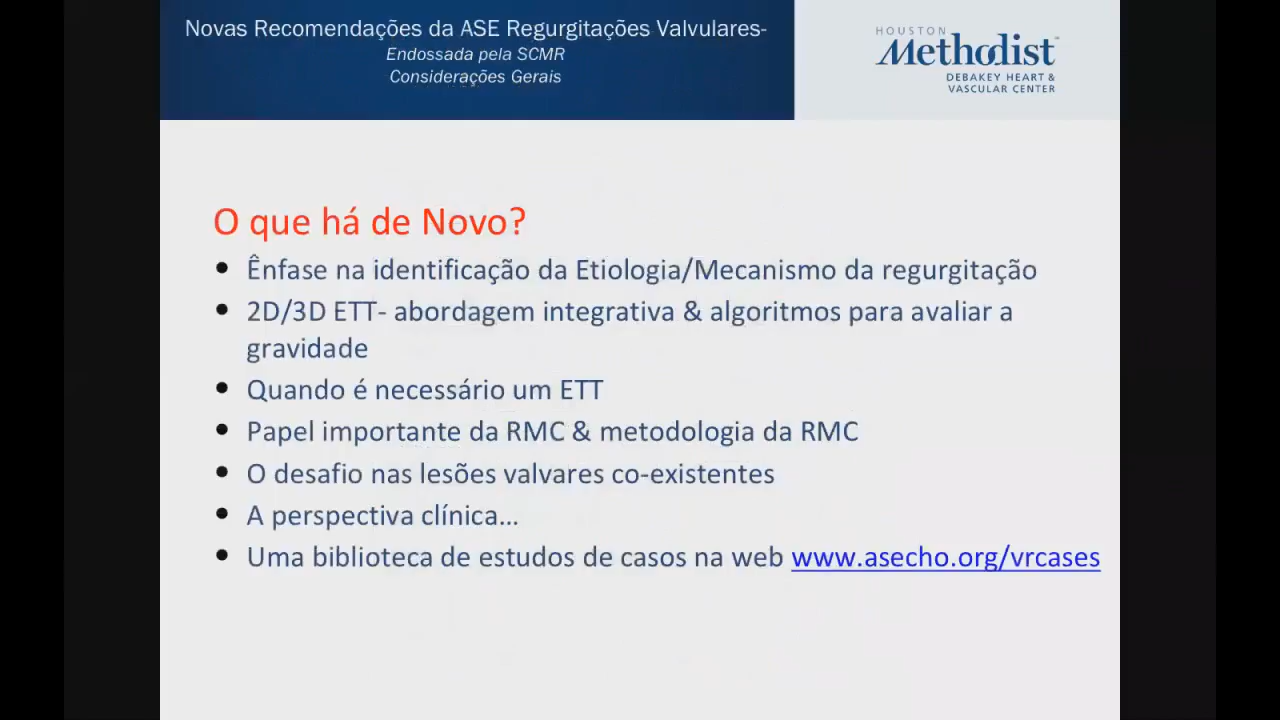 Novas Recomendações da ASE Regurgitações Valvulares-
Endossada pela SCMR
Considerações Gerais
HOUSTON
Methodist
DEBAKEY HEART &
VASCULAR CENTER
O que há de Novo?
• Ênfase na identificação da Etiologia/Mecanismo da regurgitação
• 2D/3D ETT- abordagem integrativa & algoritmos para avaliar a
gravidade
• Quando é necessário um ETT
• Papel importante da RMC & metodologia da RMC
• O desafio nas lesões valvares co-existentes
• A perspectiva clínica...
• Uma biblioteca de estudos de casos na web www.asecho.org/vrcases